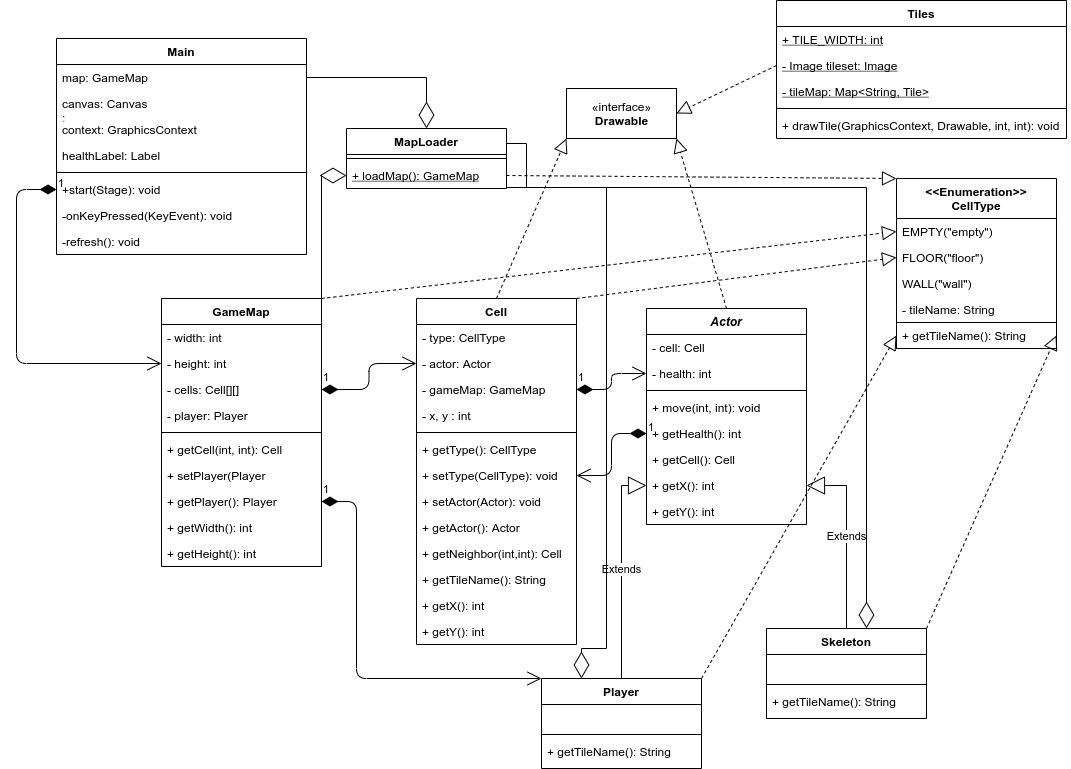 Tiles
+ TILE_WIDTH: int
- Image tileset: Image
- tileMap: Map<String, Tile>
+ drawTile(GraphicsContext, Drawable, int, int): void
Main
map: GameMap
canvas: Canvas
:
context: GraphicsContext
healthLabel: Label
1
+start(Stage): void
-onKeyPressed(KeyEvent): void
-refresh(): void
MapLoader
+ loadMap(): GameMap
«interface»
Drawable
<<Enumeration>>
CellType
EMPTY("empty")
FLOOR("floor")
WALL("wall")
- tileName: String
+ getTileName(): String
GameMap
- width: int
- height: int
- cells: Cell[][]
- player: Player
+ getCell(int, int): Cell
+ setPlayer(Player
+ getPlayer(): Player
+ getWidth(): int
+ getHeight(): int
1
1
Cell
- type: CellType
- actor: Actor
- gameMap: GameMap
- x, y : int
+ getType(): CellType
+ setType(CellType): void
+ setActor(Actor): void
+ getActor(): Actor
+ getNeighbor(int,int): Cell
+ getTileName(): String
+ getX(): int
+ getY(): int
1
Actor
- cell: Cell
- health: int
+ move(int, int): void
1
+ getHealth(): int
+ getCell(): Cell
+ getX(): int
+ getY(): int
Extends
Extends
Skeleton
+ getTileName(): String
Player
+ getTileName(): String